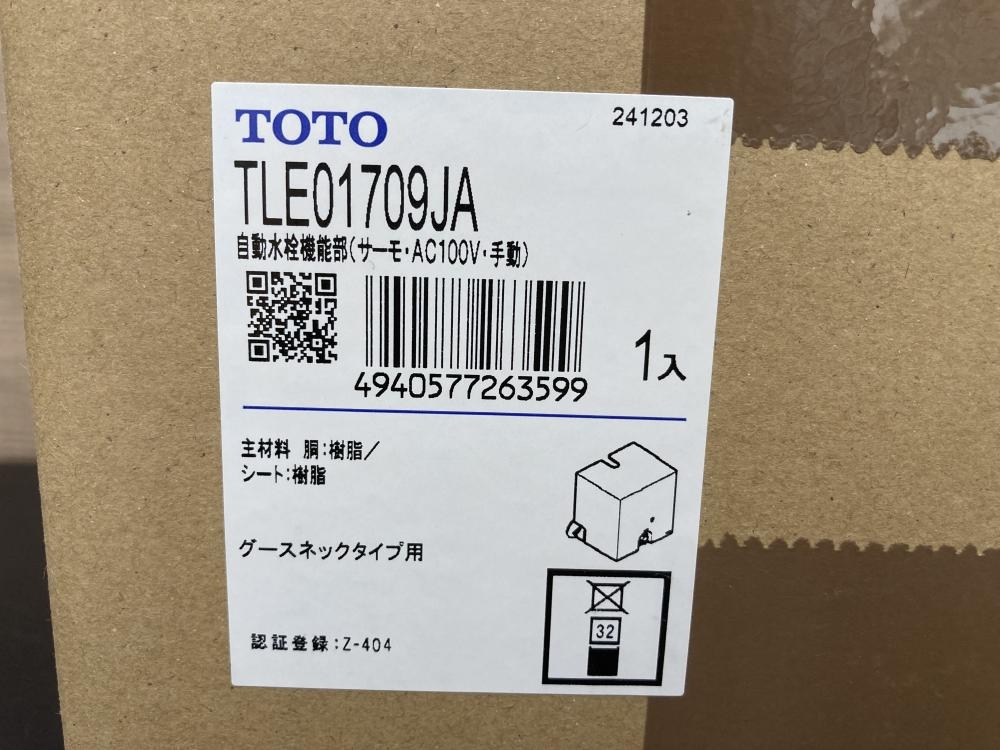 TOTO
241203
TLE01709JA
自動水栓機能部(サーモ・AC100V・手動)
4940577263599
1入
主材料 胴:樹脂/
シート:樹脂
グースネックタイプ用
32
認証登録:Z-404